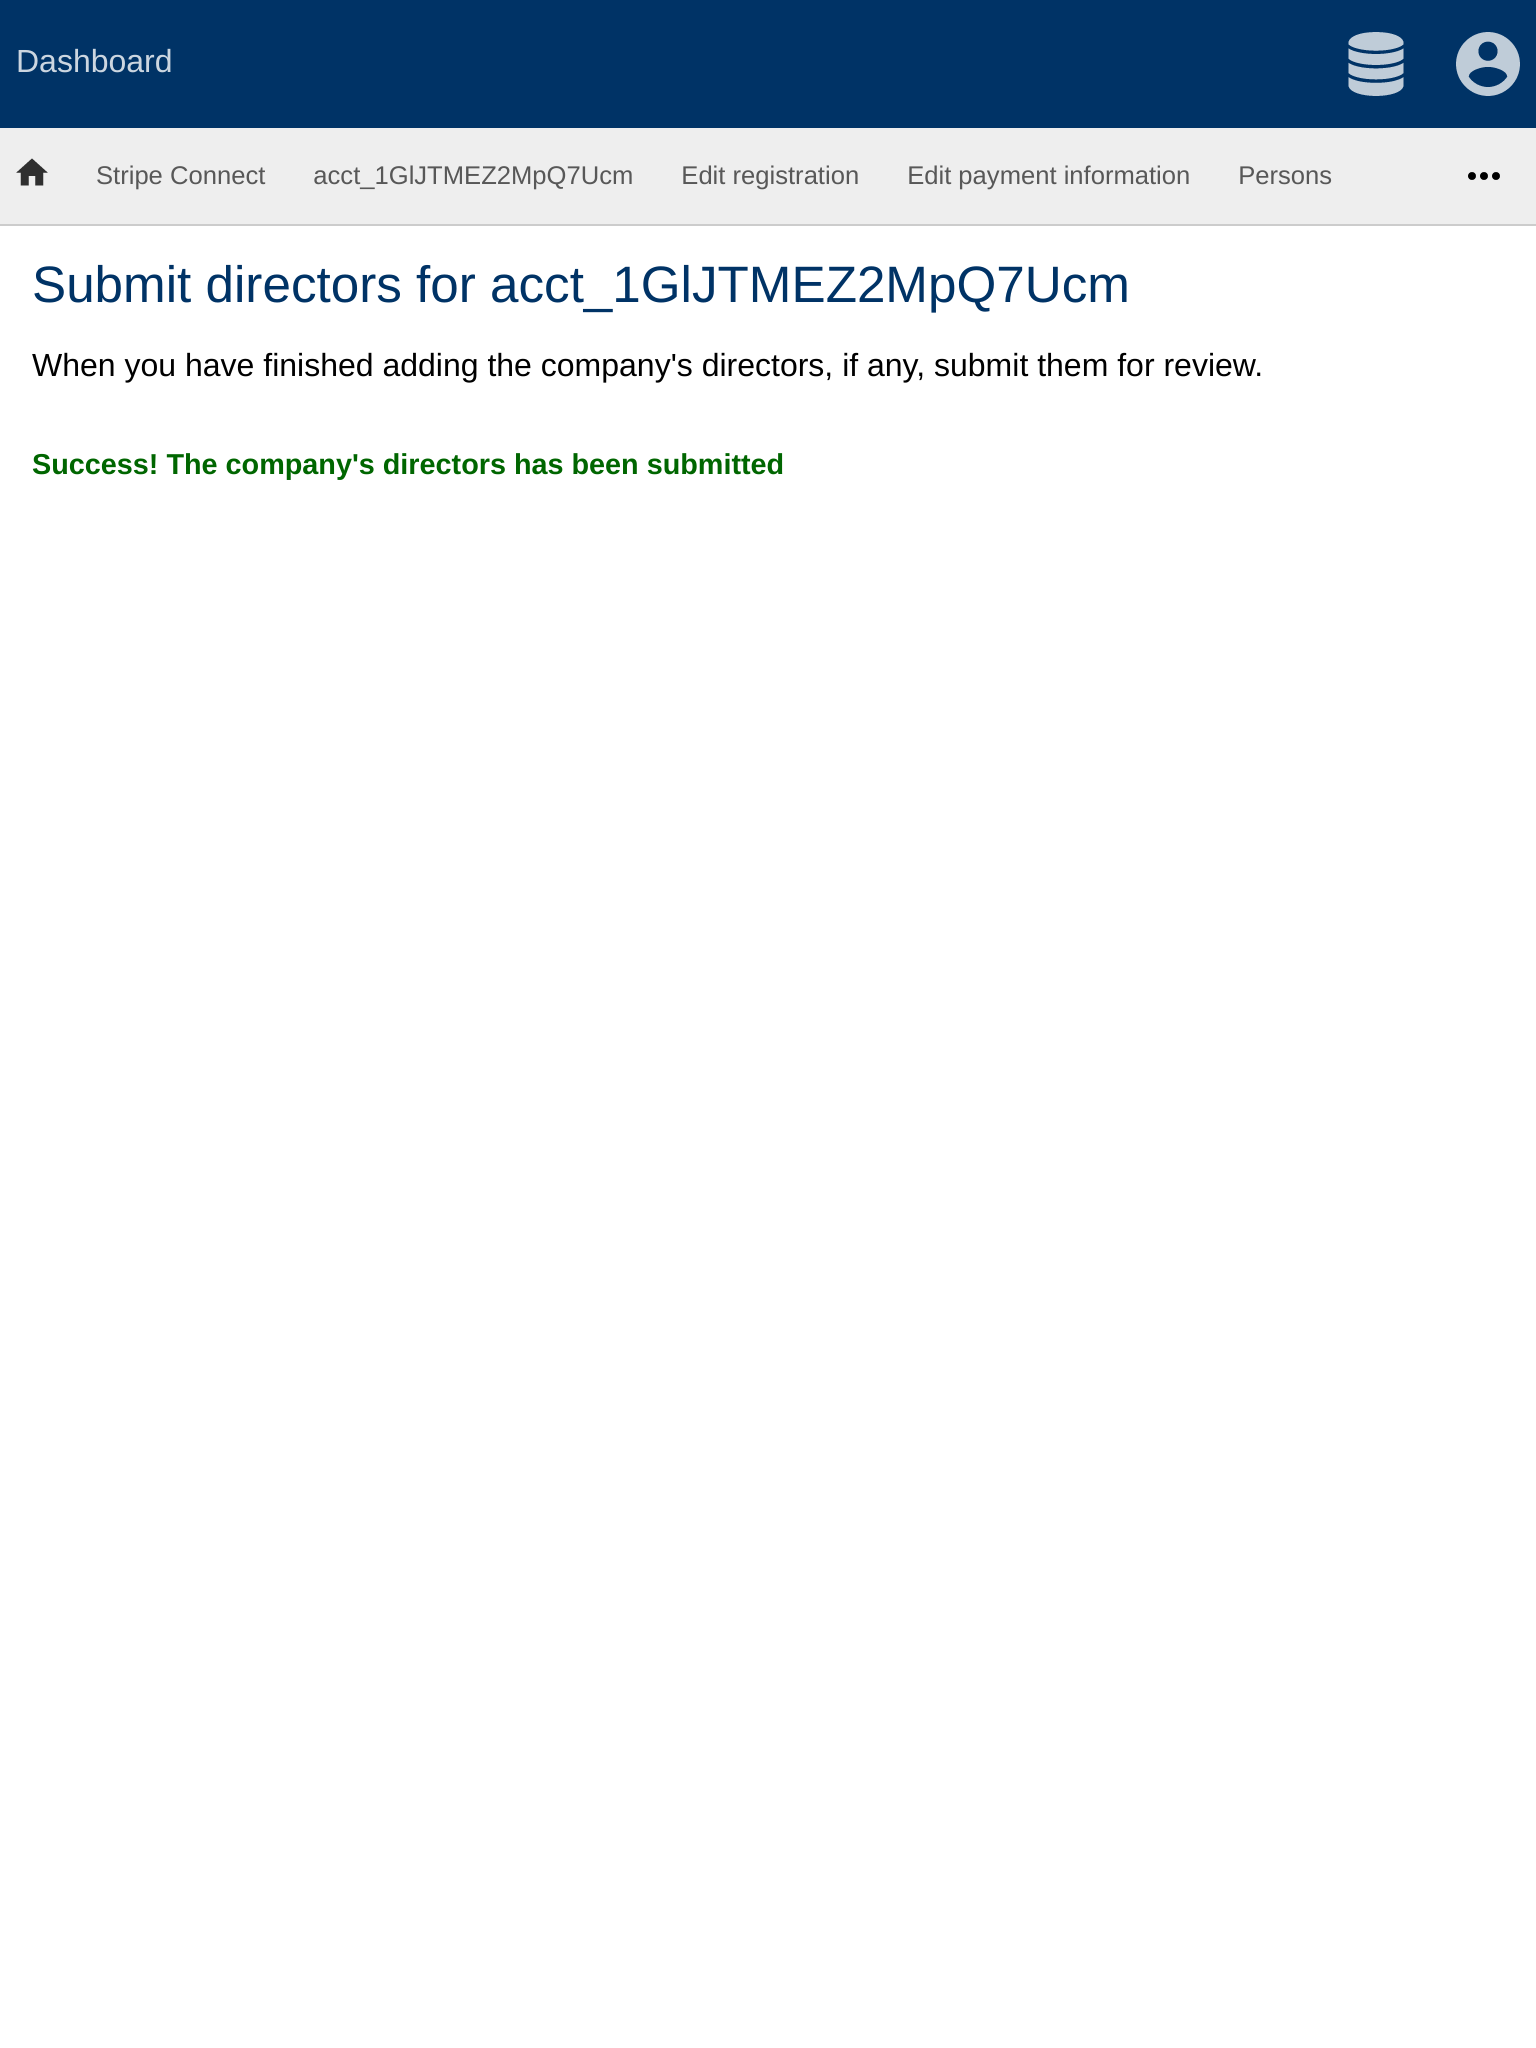 Dashboard
Stripe Connect acct_1GlJTMEZ2MpQ7Ucm Edit registration Edit payment information Persons
Submit directors for acct_1GlJTMEZ2MpQ7Ucm
When you have finished adding the company's directors, if any, submit them for review.
Success! The company's directors has been submitted